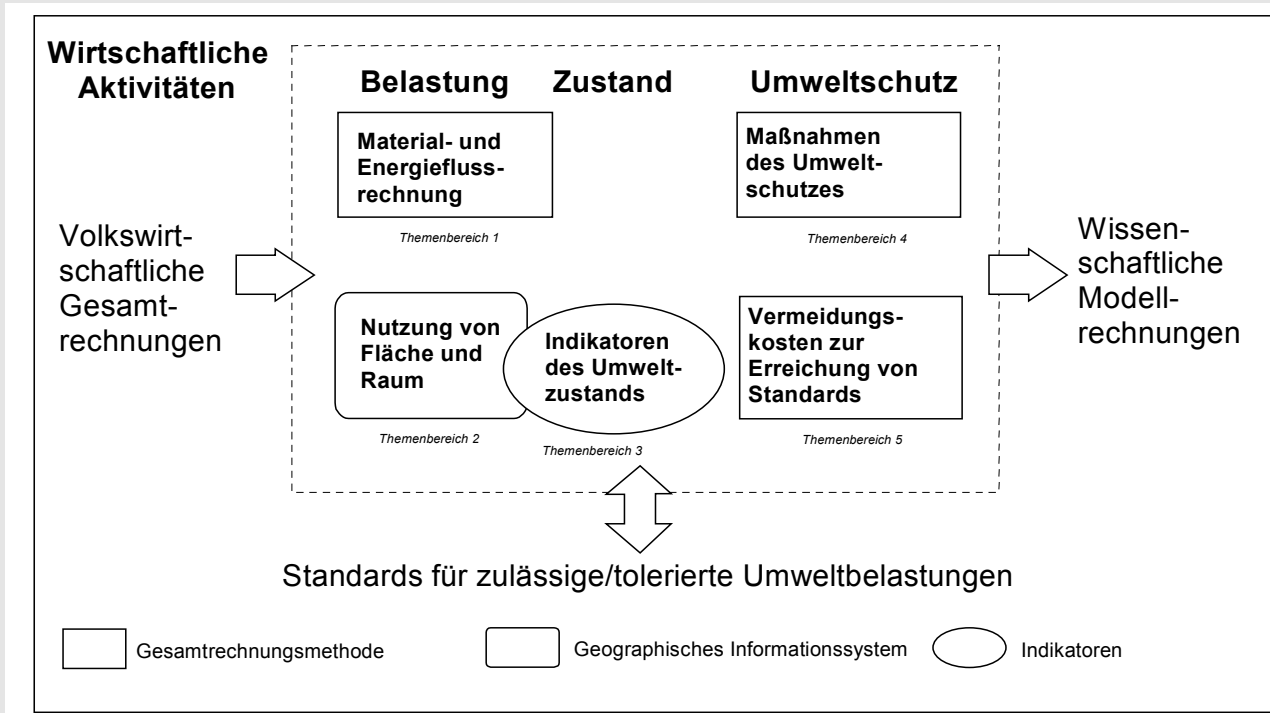 Wirtschaftliche
Aktivitäten
Belastung Zustand Umweltschutz
Material- und
Energiefluss-
rechnung
Themenbereich 1
Maßnahmen
des Umwelt-
schutzes
Themenbereich 4
Volkswirt-
schaftliche
Gesamt-
rechnungen
Wissen-
schaftliche
Modell-
rechnungen
Nutzung von
Fläche und
Raum
Themenbereich 2
Indikatoren
des Umwelt-
zustands
Themenbereich 3
Vermeidungs-
kosten zur
Erreichung von
Standards
Themenbereich 5
Standards für zulässige/tolerierte Umweltbelastungen
Gesamtrechnungsmethode
Geographisches Informationssystem
Indikatoren